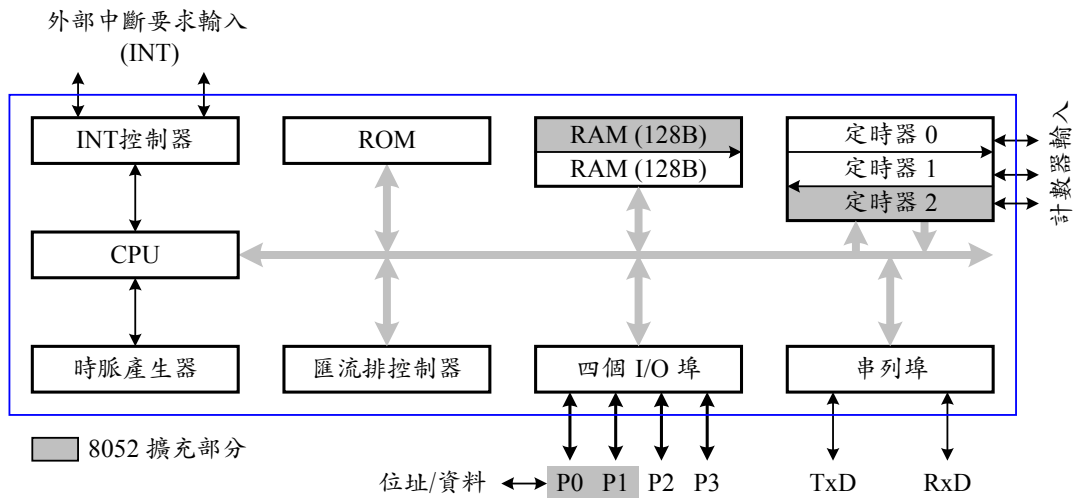 外部中斷要求輸入
(INT)
INT控制器
ROM
RAM (128B)
RAM (128B)
定時器 0
定時器 1
定時器 2
計數器輸入
CPU
時脈產生器
匯流排控制器
四個 I/O 埠
串列埠
8052 擴充部分
位址/資料
P0 P1 P2 P3
TxD
RxD